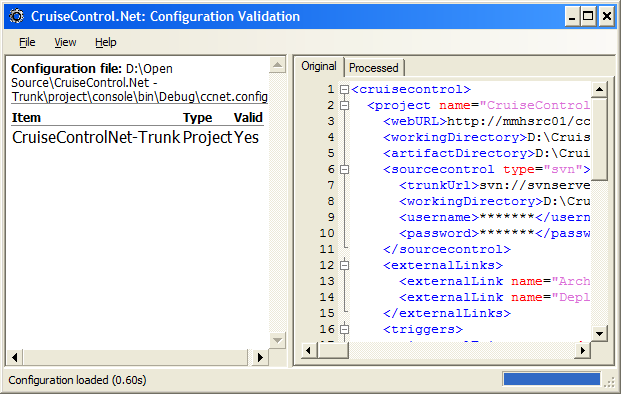 CruiseControl.Net: Configuration Validation
File View Help
Configuration file: D:\Open
Source\CruiseControl.Net -
Trunk\project\console\bin\Debug\ccnet.config
Item Type Valid
CruiseControlNet-Trunk Project Yes
Original Processed
1 <cruisecontrol>
2 <project name="CruiseControl
3 <webURL>http://mmhsrc01/cc
4 <workingDirectory>D:\Cruis
5 <artifactDirectory>D:\Crui
6 <sourcecontrol type="svn">
7 <trunkUrl>svn://svnserve
8 <workingDirectory>D:\Cru
9 <username>*******</usern
10 <password>*******</passw
11 </sourcecontrol>
12 <externalLinks>
13 <externalLink name="Arch
14 <externalLink name="Depl
15 </externalLinks>
16 <triggers>
Configuration loaded (0.60s)